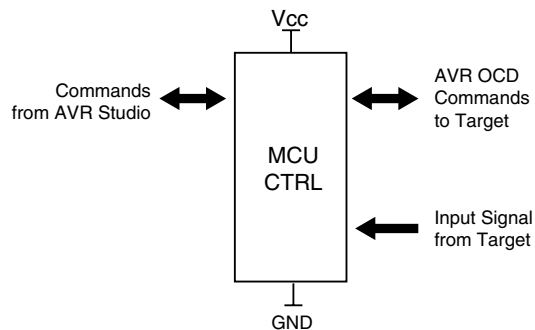 Vcc
Commands
from AVR Studio
AVR OCD
Commands
to Target
MCU
CTRL
Input Signal
from Target
GND